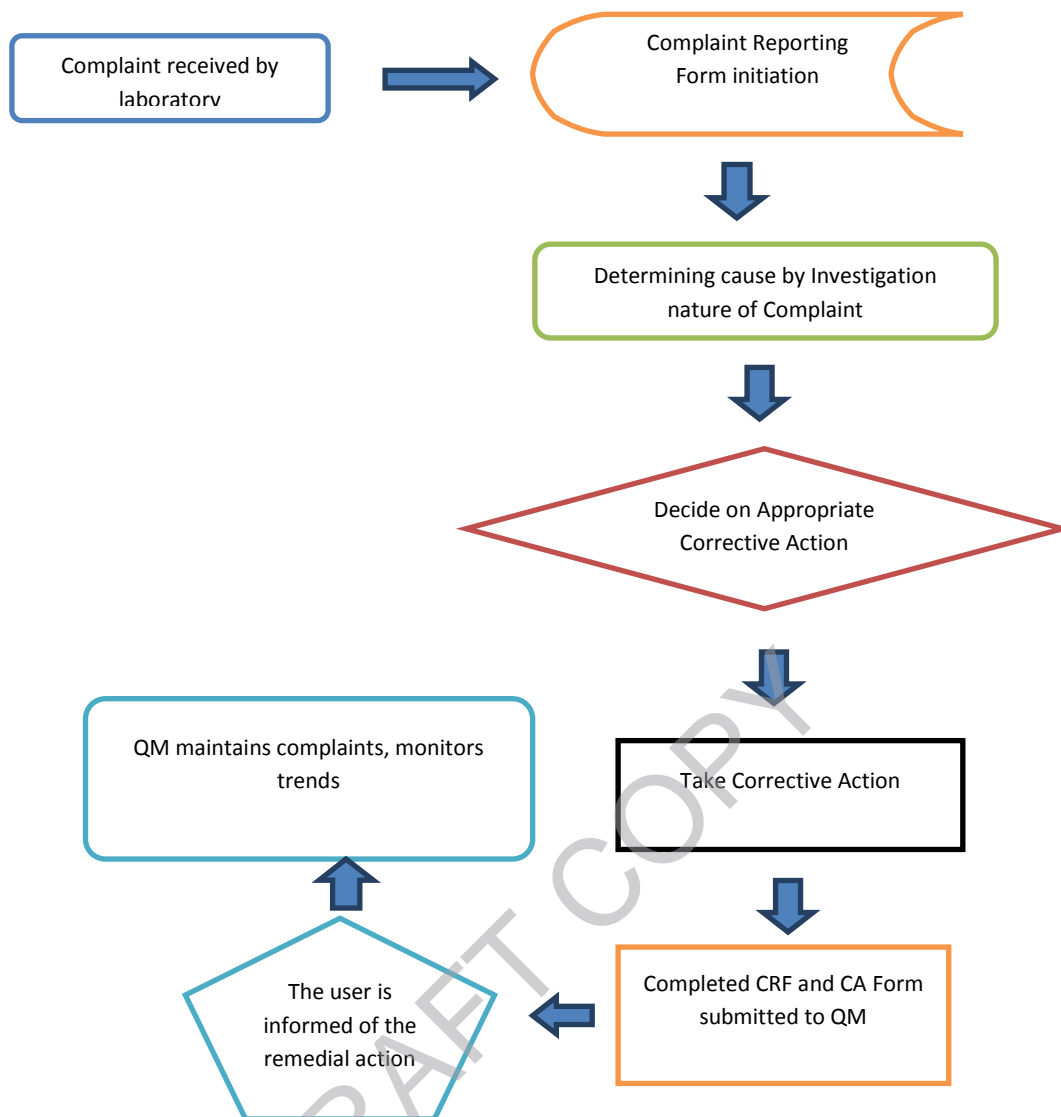 Complaint received by
laboratory
Complaint Reporting
Form initiation
Determining cause by Investigation
nature of Complaint
Decide on Appropriate
Corrective Action
Take Corrective Action
Completed CRF and CA Form
submitted to QM
The user is
informed of the
remedial action
QM maintains complaints, monitors
trends
RAFT COPY